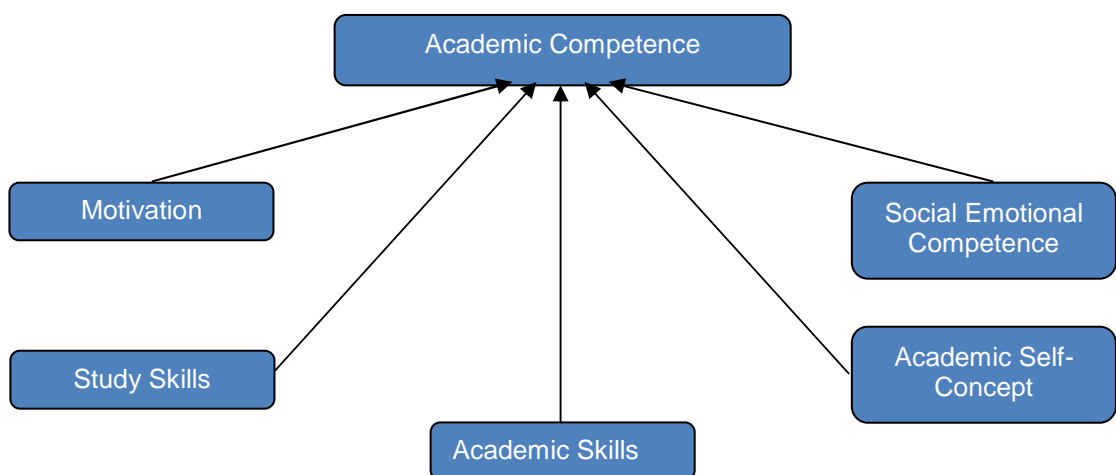 Academic Competence
Motivation
Social Emotional
Competence
Study Skills
Academic Self-
Concept
Academic Skills